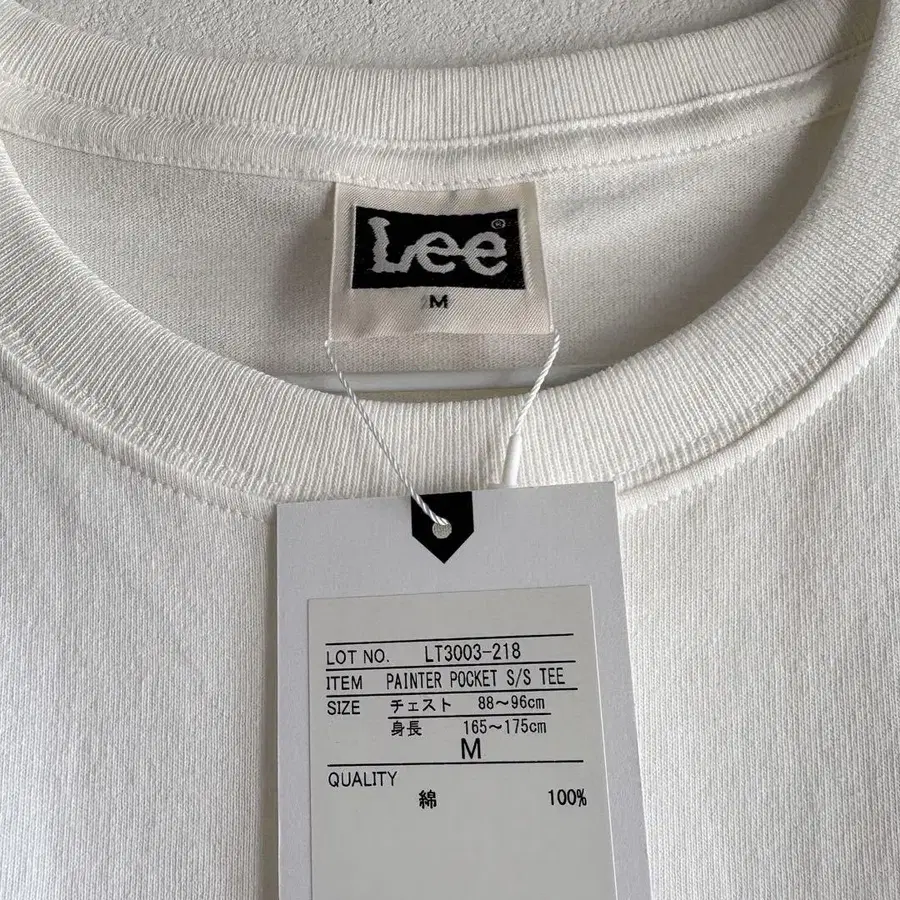 Lee®
M
LOT NO. LT3003-218
ITEM PAINTER POCKET S/S TEE
SIZE チェスト 88〜96cm
身長 165〜175cm
M
QUALITY
綿 100%